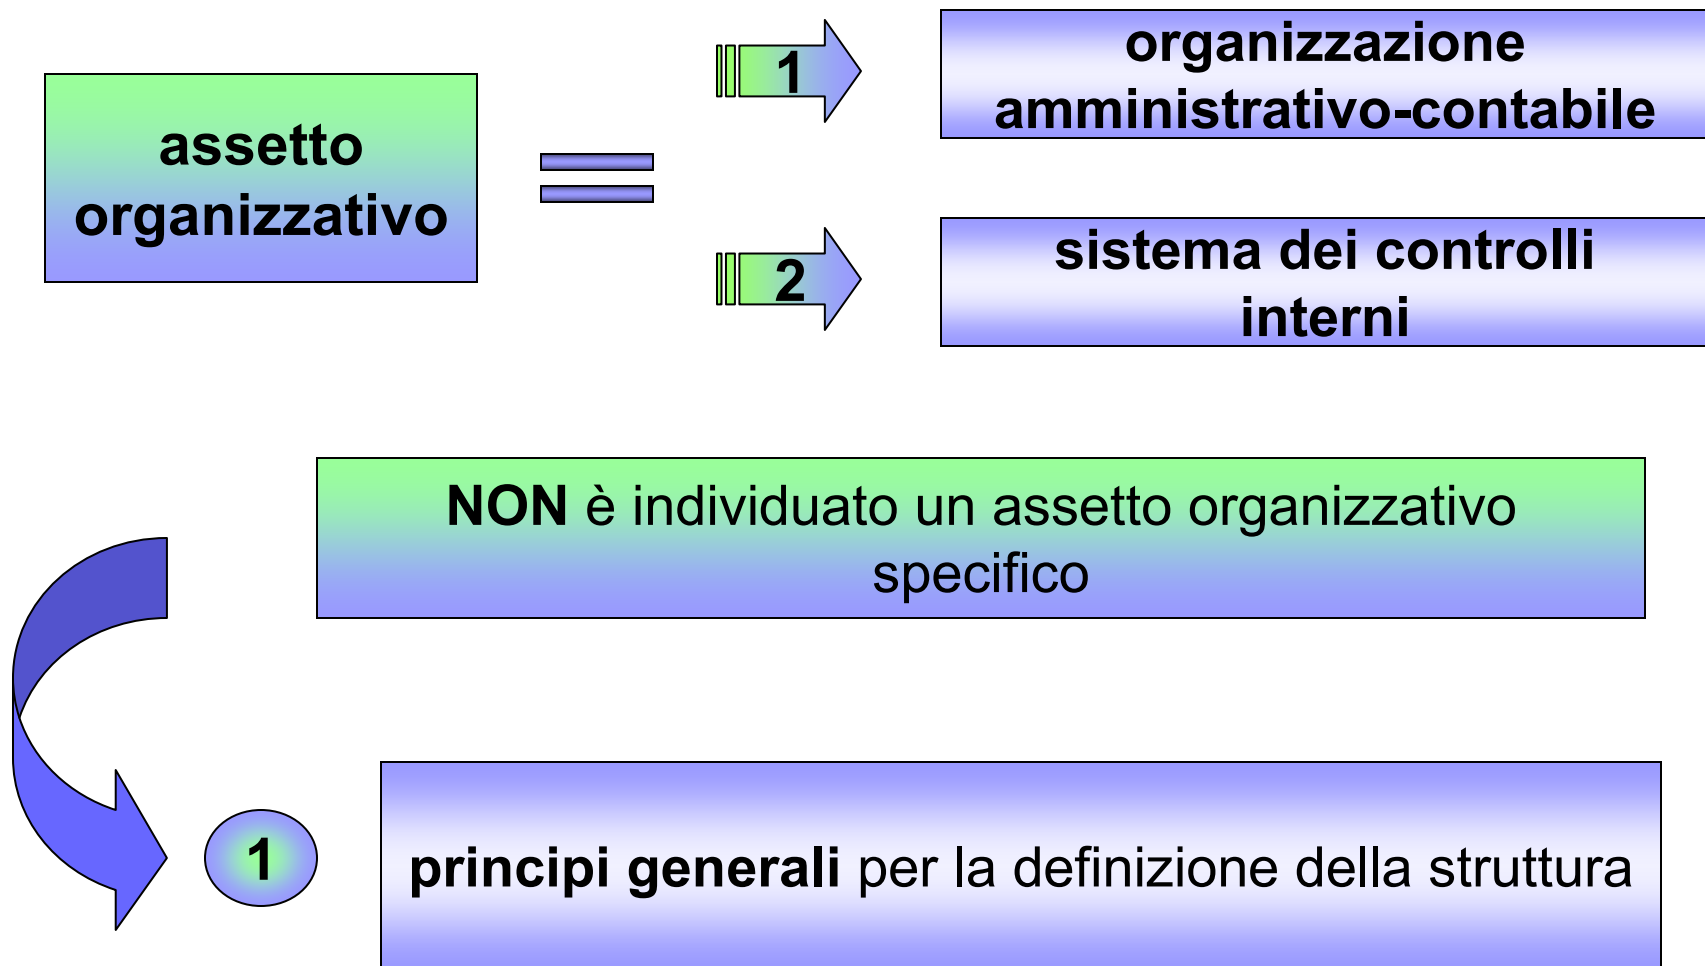 assetto
organizzativo
1
organizzazione
amministrativo-contabile
2
sistema dei controlli
interni
NON è individuato un assetto organizzativo
specifico
1
principi generali per la definizione della struttura